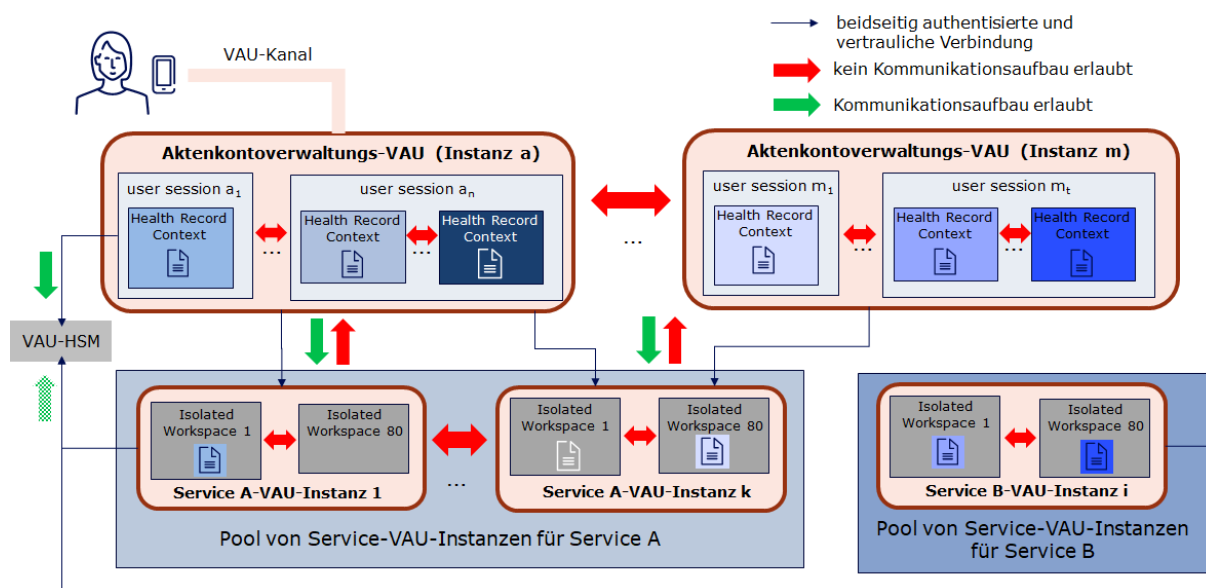 beidseitig authentisierte und
vertrauliche Verbindung
kein Kommunikationsaufbau erlaubt
Kommunikationsaufbau erlaubt
VAU-Kanal
Aktenkontoverwaltungs-VAU (Instanz a)
user session a₁
Health Record
Context
...
user session aₙ
Health Record
Context
...
Health Record
Context
...
Aktenkontoverwaltungs-VAU (Instanz m)
user session m₁
Health Record
Context
...
user session mₜ
Health Record
Context
...
Health Record
Context
VAU-HSM
Isolated
Workspace 1
Isolated
Workspace 80
Service A-VAU-Instanz 1
...
Isolated
Workspace 1
Isolated
Workspace 80
Service A-VAU-Instanz k
Pool von Service-VAU-Instanzen für Service A
Isolated
Workspace 1
Isolated
Workspace 80
Service B-VAU-Instanz i
Pool von Service-VAU-Instanzen
für Service B